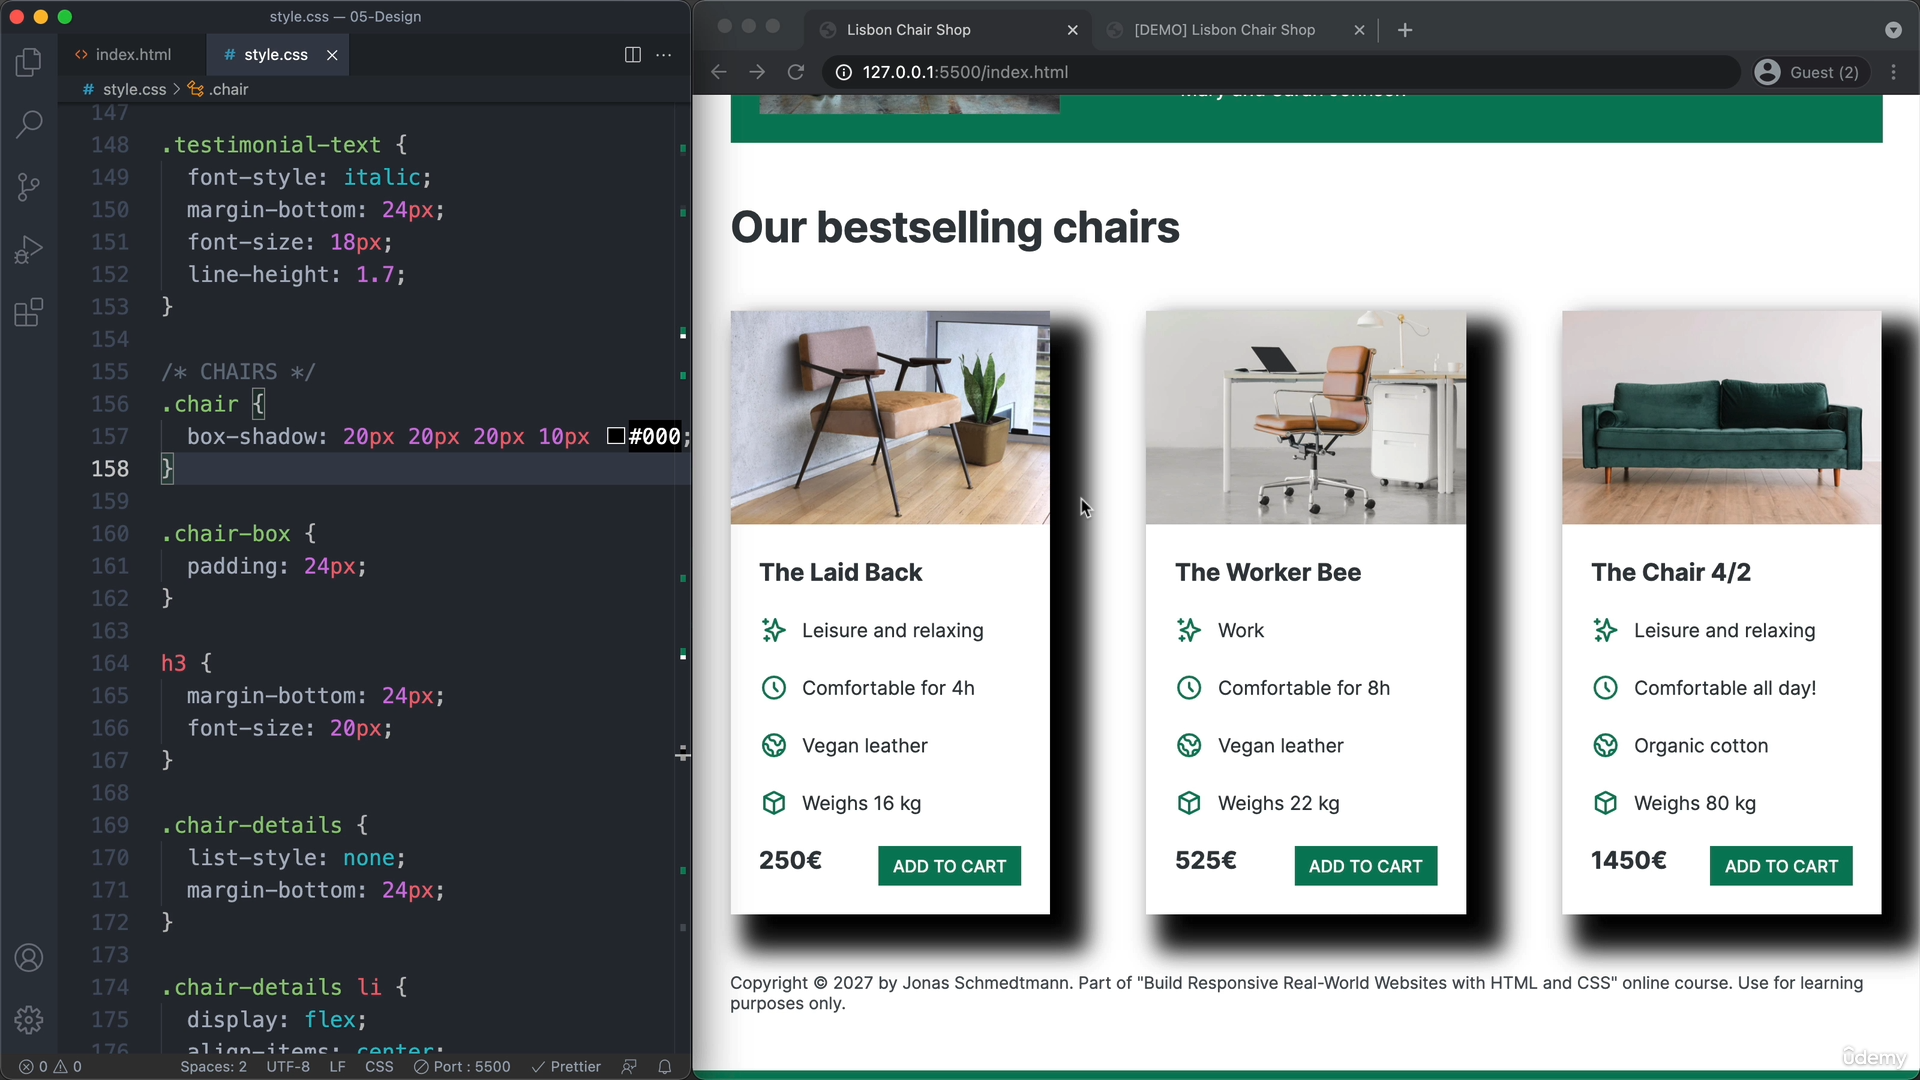 style.css — 05-Design
index.html
# style.css
# style.css > .chair
147
148 .testimonial-text {
149 font-style: italic;
150 margin-bottom: 24px;
151 font-size: 18px;
152 line-height: 1.7;
153 }
154
155 /* CHAIRS */
156 .chair {
157 box-shadow: 20px 20px 20px 10px #000;
158 }
159
160 .chair-box {
161 padding: 24px;
162 }
163
164 h3 {
165 margin-bottom: 24px;
166 font-size: 20px;
167 }
168
169 .chair-details {
170 list-style: none;
171 margin-bottom: 24px;
172 }
173
174 .chair-details li {
175 display: flex;
176 align-items: center;
0 0 Spaces: 2 UTF-8 LF CSS Port : 5500 Prettier
Lisbon Chair Shop
[DEMO] Lisbon Chair Shop
127.0.0.1:5500/index.html
Guest (2)
Mary and Sarah Johnson
Our bestselling chairs
The Laid Back
Leisure and relaxing
Comfortable for 4h
Vegan leather
Weighs 16 kg
250€ ADD TO CART
The Worker Bee
Work
Comfortable for 8h
Vegan leather
Weighs 22 kg
525€ ADD TO CART
The Chair 4/2
Leisure and relaxing
Comfortable all day!
Organic cotton
Weighs 80 kg
1450€ ADD TO CART
Copyright © 2027 by Jonas Schmedtmann. Part of "Build Responsive Real-World Websites with HTML and CSS" online course. Use for learning
purposes only.
ûdemy